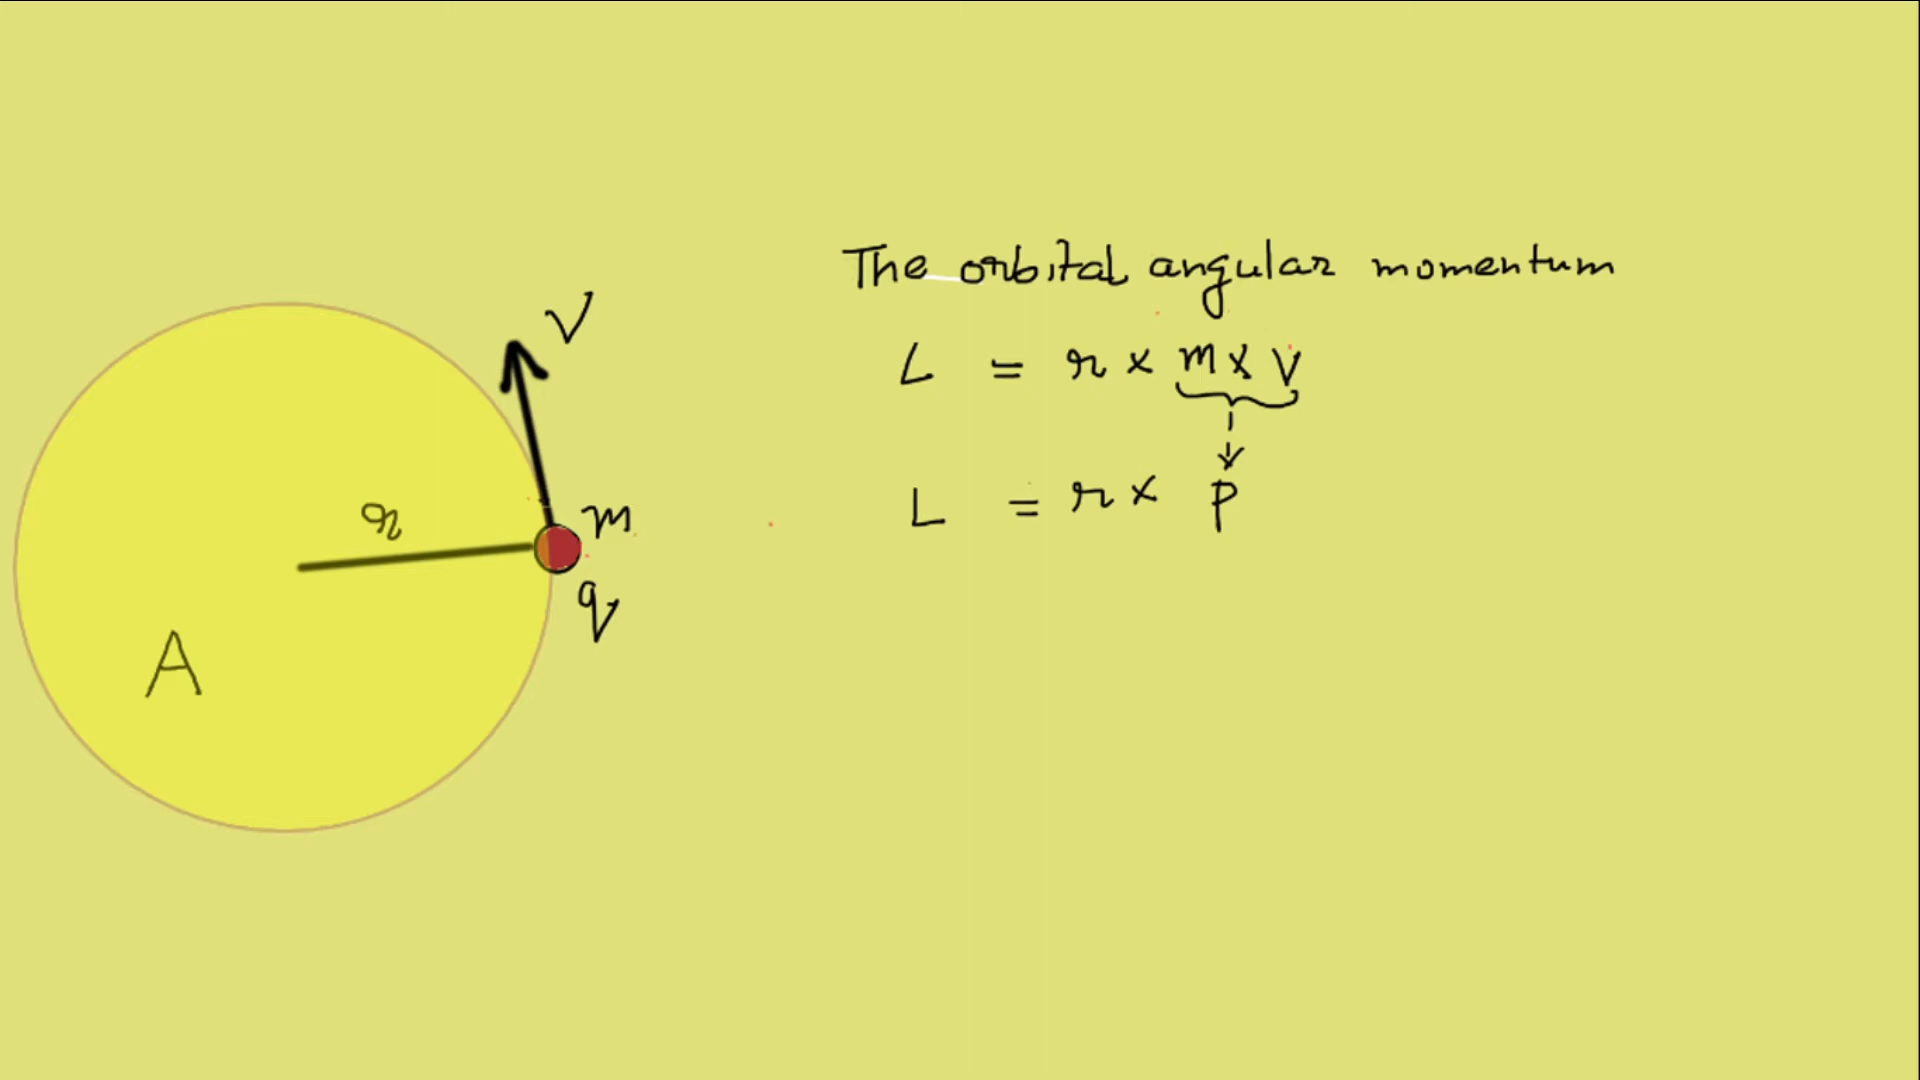 The orbital angular momentum
V
L = r × m × V
r
m
L = r × P
q
A